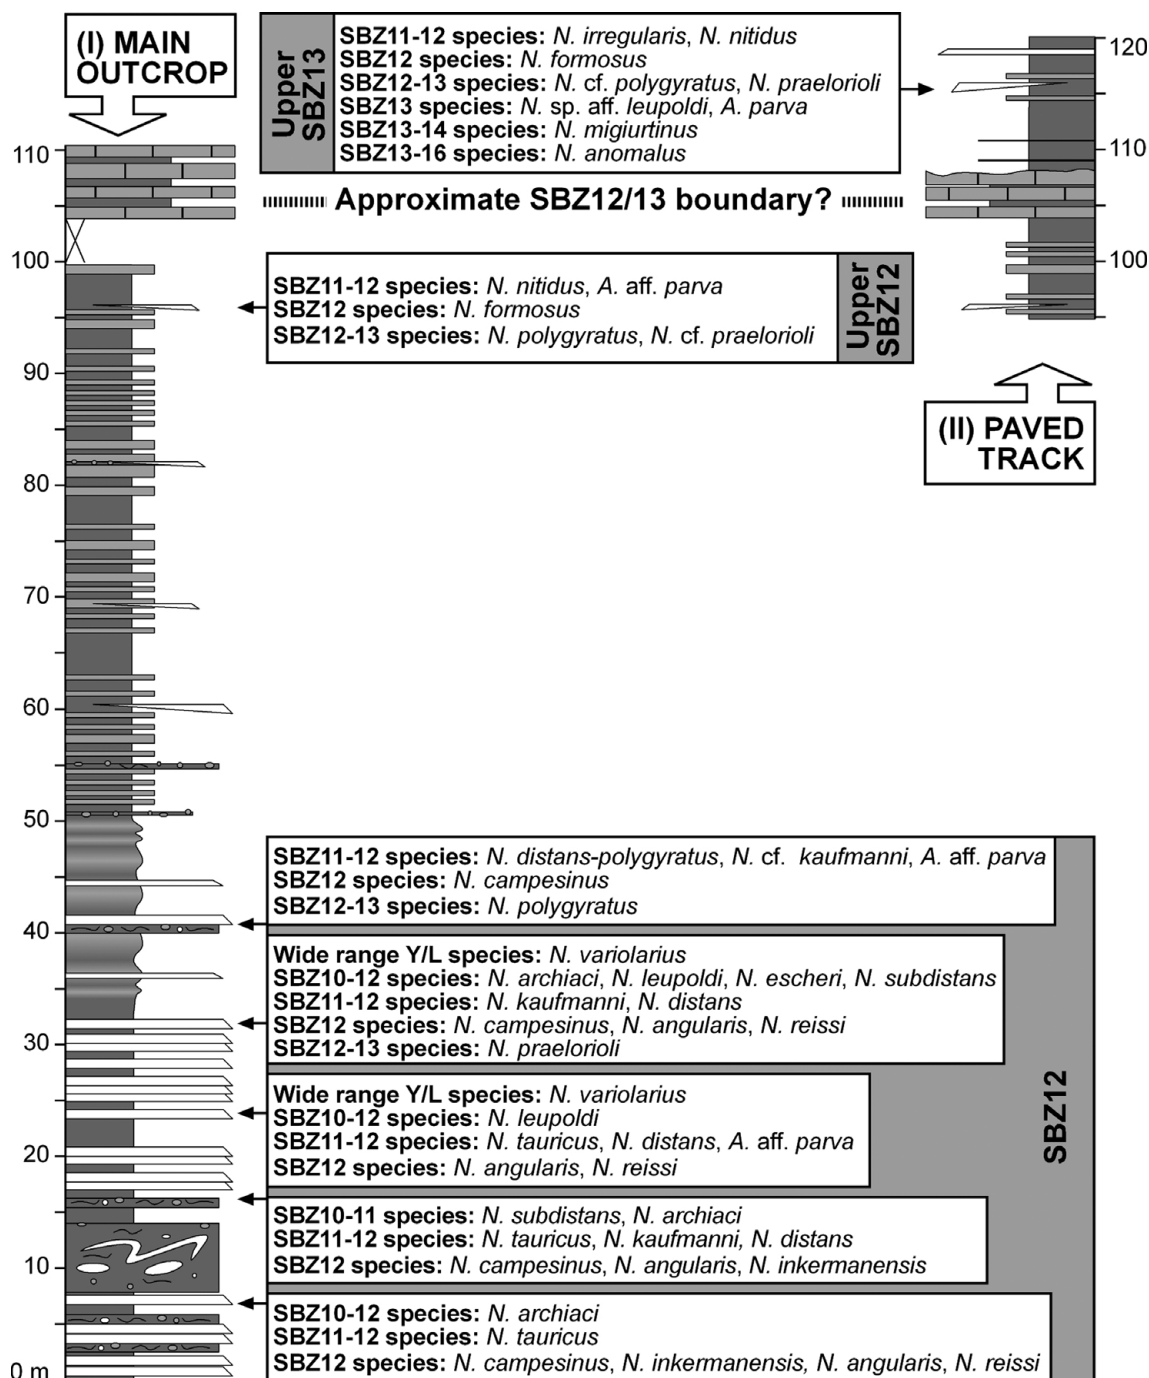 (I) MAIN
OUTCROP
Upper
SBZ13
SBZ11-12 species: N. irregularis, N. nitidus
SBZ12 species: N. formosus
SBZ12-13 species: N. cf. polygyratus, N. praelorioli
SBZ13 species: N. sp. aff. leupoldi, A. parva
SBZ13-14 species: N. migiurtinus
SBZ13-16 species: N. anomalus
120
110
100
110
Approximate SBZ12/13 boundary?
100
SBZ11-12 species: N. nitidus, A. aff. parva
SBZ12 species: N. formosus
SBZ12-13 species: N. polygyratus, N. cf. praelorioli
Upper
SBZ12
(II) PAVED
TRACK
90
80
70
60
50
40
30
20
10
0 m
SBZ11-12 species: N. distans-polygyratus, N. cf. kaufmanni, A. aff. parva
SBZ12 species: N. campesinus
SBZ12-13 species: N. polygyratus
Wide range Y/L species: N. variolarius
SBZ10-12 species: N. archiaci, N. leupoldi, N. escheri, N. subdistans
SBZ11-12 species: N. kaufmanni, N. distans
SBZ12 species: N. campesinus, N. angularis, N. reissi
SBZ12-13 species: N. praelorioli
Wide range Y/L species: N. variolarius
SBZ10-12 species: N. leupoldi
SBZ11-12 species: N. tauricus, N. distans, A. aff. parva
SBZ12 species: N. angularis, N. reissi
SBZ10-11 species: N. subdistans, N. archiaci
SBZ11-12 species: N. tauricus, N. kaufmanni, N. distans
SBZ12 species: N. campesinus, N. angularis, N. inkermanensis
SBZ10-12 species: N. archiaci
SBZ11-12 species: N. tauricus
SBZ12 species: N. campesinus, N. inkermanensis, N. angularis, N. reissi
SBZ12